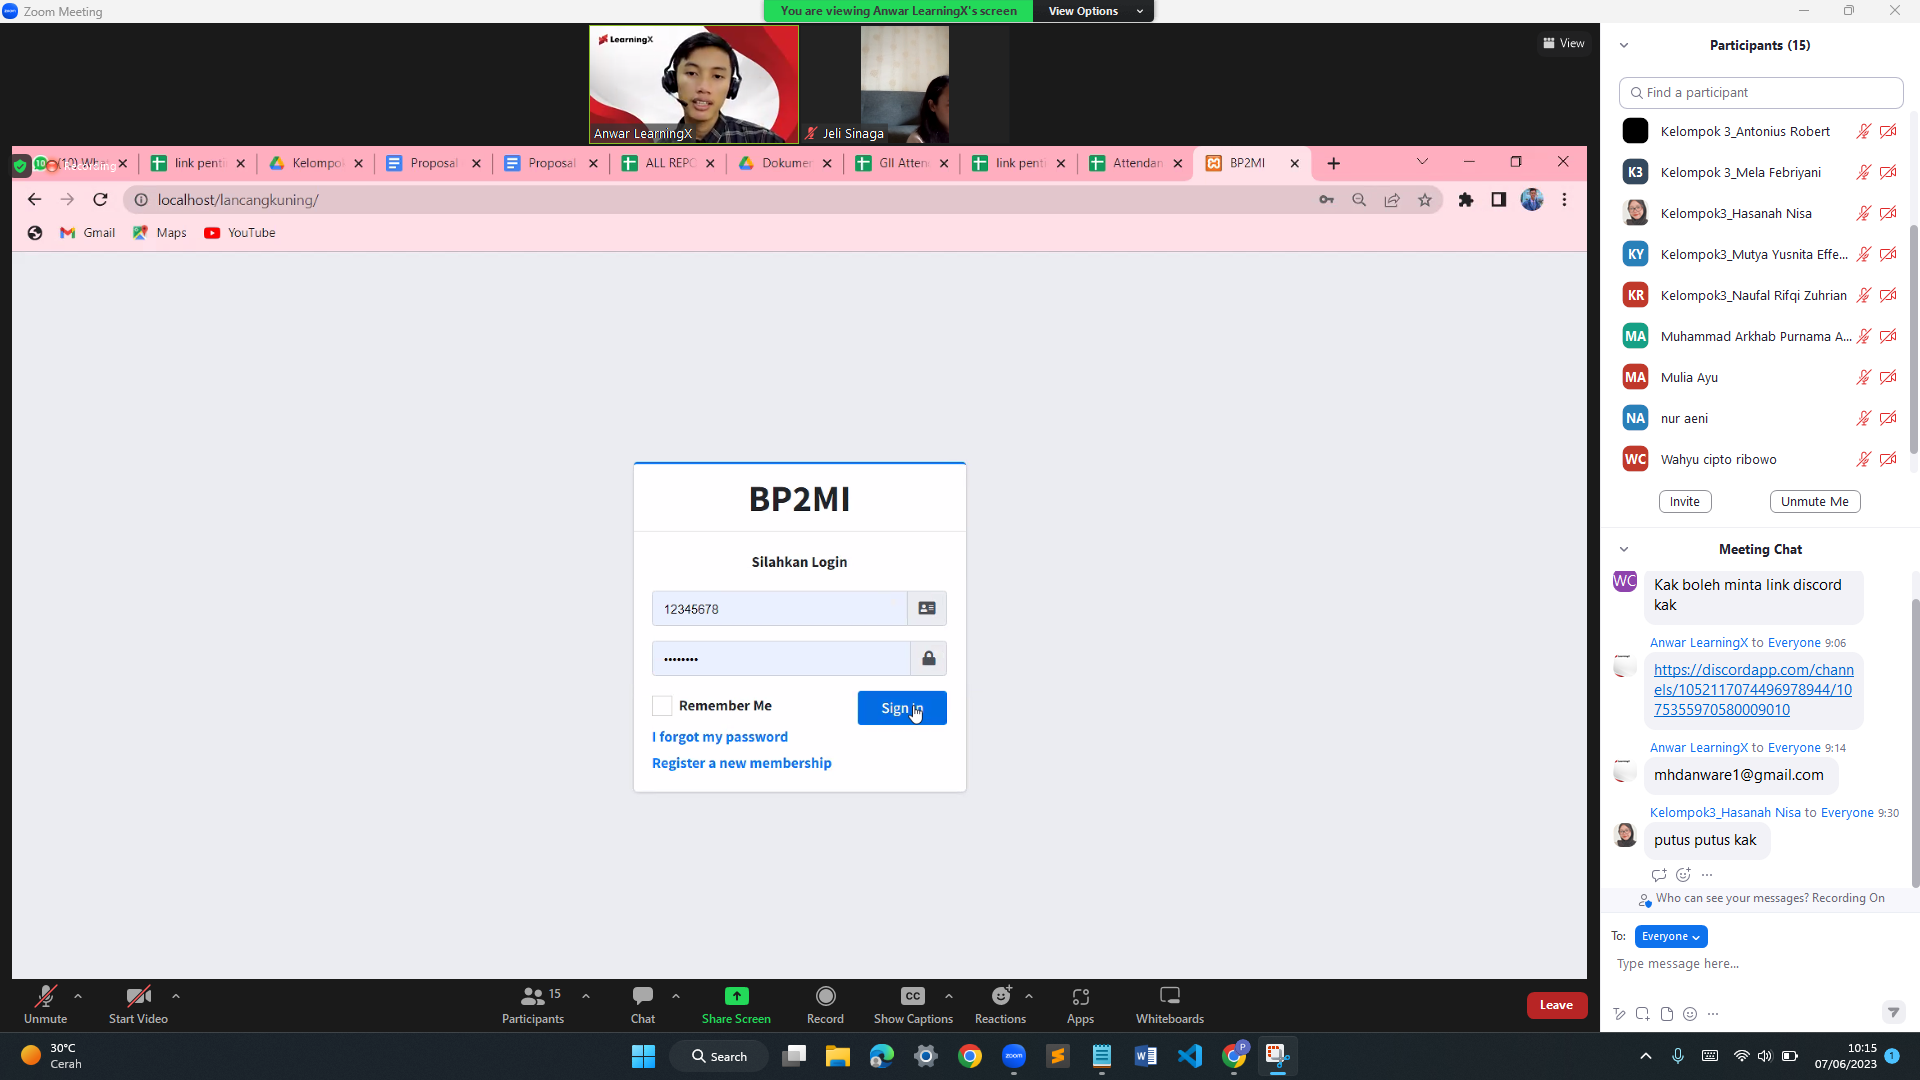 Zoom Meeting
You are viewing Anwar LearningX's screen
View Options
LearningX
Anwar LearningX
Jeli Sinaga
View
Recording
link penti
Kelompo
Proposal
Proposal
ALL REPO
Dokumen
GII Atten
link penti
Attendan
BP2MI
localhost/lancangkuning/
Gmail
Maps
YouTube
BP2MI
Silahkan Login
12345678
Remember Me
Sign in
I forgot my password
Register a new membership
Participants (15)
Find a participant
Kelompok 3_Antonius Robert
K3
Kelompok 3_Mela Febriyani
Kelompok3_Hasanah Nisa
KY
Kelompok3_Mutya Yusnita Effe...
KR
Kelompok3_Naufal Rifqi Zuhrian
MA
Muhammad Arkhab Purnama A...
MA
Mulia Ayu
NA
nur aeni
WC
Wahyu cipto ribowo
Invite
Unmute Me
Meeting Chat
WC
Kak boleh minta link discord
kak
Anwar LearningX to Everyone 9:06
https://discordapp.com/chann
els/1052117074496978944/10
75355970580009010
Anwar LearningX to Everyone 9:14
mhdanware1@gmail.com
Kelompok3_Hasanah Nisa to Everyone 9:30
putus putus kak
Who can see your messages? Recording On
To:
Everyone
Type message here...
Unmute
Start Video
15
Participants
Chat
Share Screen
Record
CC
Show Captions
Reactions
Apps
Whiteboards
Leave
30°C
Cerah
Search
zoom
P
10:15
07/06/2023
1